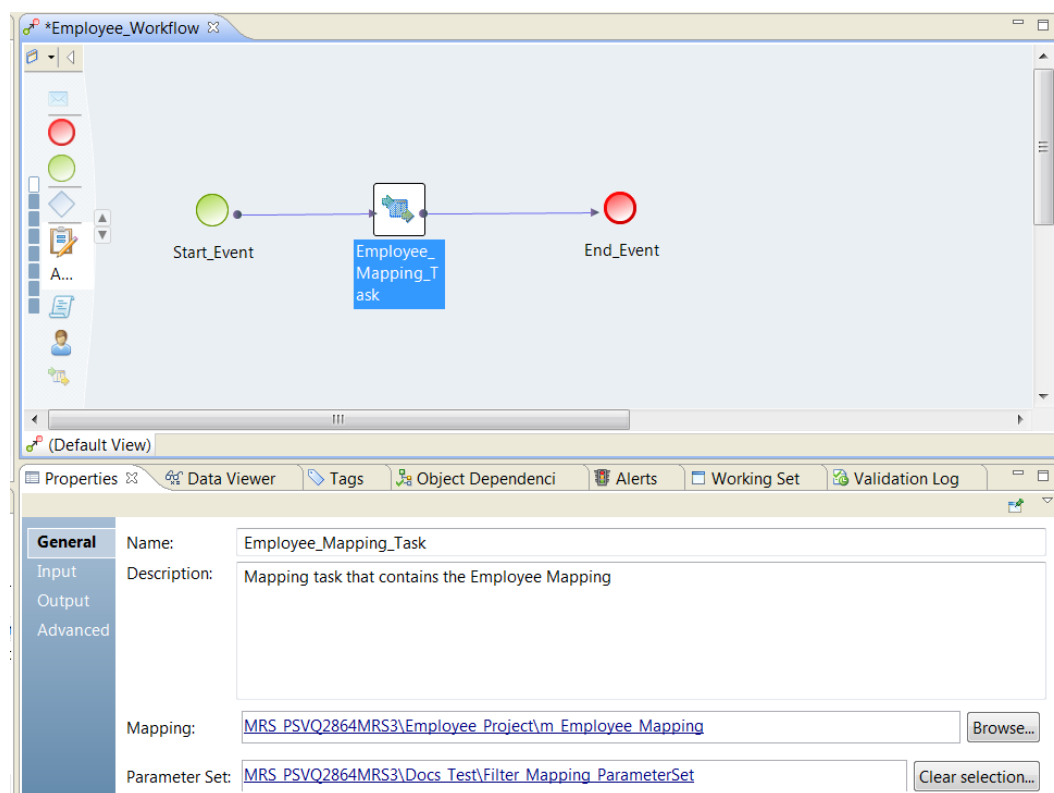 *Employee_Workflow
A...
Start_Event
Employee_
Mapping_T
ask
End_Event
(Default View)
Properties
Data Viewer
Tags
Object Dependenci
Alerts
Working Set
Validation Log
General
Name:
Employee_Mapping_Task
Input
Description:
Mapping task that contains the Employee Mapping
Output
Advanced
Mapping:
MRS_PSVQ2864MRS3\Employee_Project\m_Employee_Mapping
Browse...
Parameter Set:
MRS_PSVQ2864MRS3\Docs_Test\Filter_Mapping_ParameterSet
Clear selection...